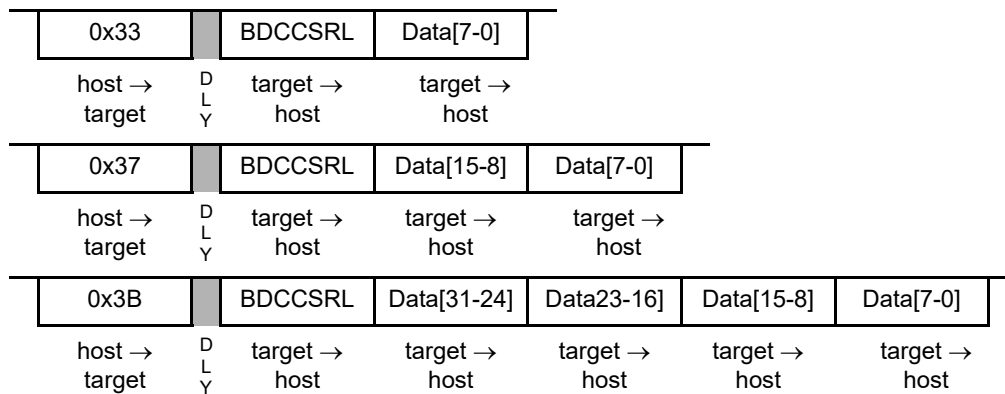 0x33 BDCCSRL Data[7-0]
host → D target → target →
target L host host
Y
0x37 BDCCSRL Data[15-8] Data[7-0]
host → D target → target → target →
target L host host host
Y
0x3B BDCCSRL Data[31-24] Data23-16] Data[15-8] Data[7-0]
host → D target → target → target → target → target →
target L host host host host host
Y